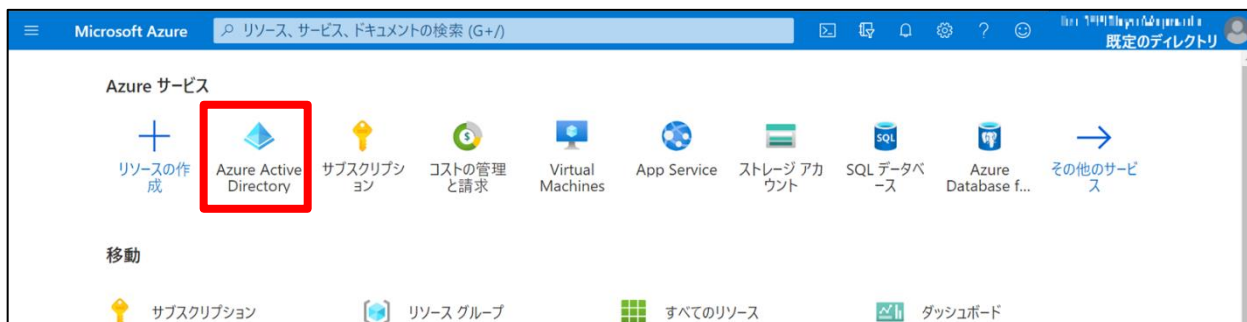 Microsoft Azure
リソース、サービス、ドキュメントの検索 (G+/)
既定のディレクトリ
Azure サービス
リソースの作
成
Azure Active
Directory
サブスクリプシ
ョン
コストの管理
と請求
Virtual
Machines
App Service
ストレージ アカ
ウント
SQL
SQL データベ
ース
Azure
Database f...
その他のサービ
ス
移動
サブスクリプション
リソース グループ
すべてのリソース
ダッシュボード